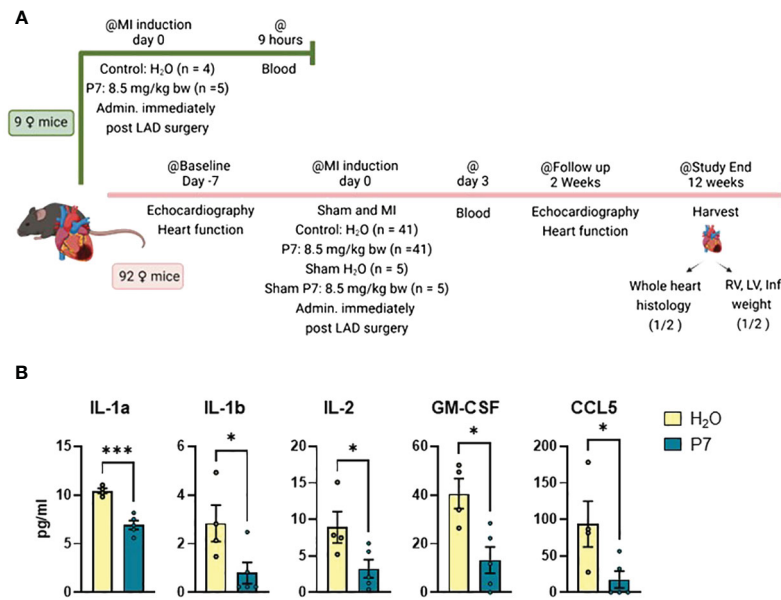 A
@MI induction
day 0
@
9 hours
Control: H₂O (n = 4)
P7: 8.5 mg/kg bw (n =5)
Admin. immediately
post LAD surgery
Blood
9 ♀ mice
@Baseline
Day -7
@MI induction
day 0
@
day 3
@Follow up
2 Weeks
@Study End
12 weeks
Echocardiography
Heart function
Sham and MI
Control: H₂O (n = 41)
P7: 8.5 mg/kg bw (n =41)
Sham H₂O (n = 5)
Sham P7: 8.5 mg/kg bw (n = 5)
Admin. immediately
post LAD surgery
Blood
Echocardiography
Heart function
Harvest
92 ♀ mice
Whole heart
histology
(1/2 )
RV, LV, Inf
weight
(1/2 )
B
IL-1a
IL-1b
IL-2
GM-CSF
CCL5
H₂O
P7
pg/ml
15
10
5
0
***
6
4
2
0
*
20
15
10
5
0
*
60
40
20
0
*
200
150
100
50
0
*